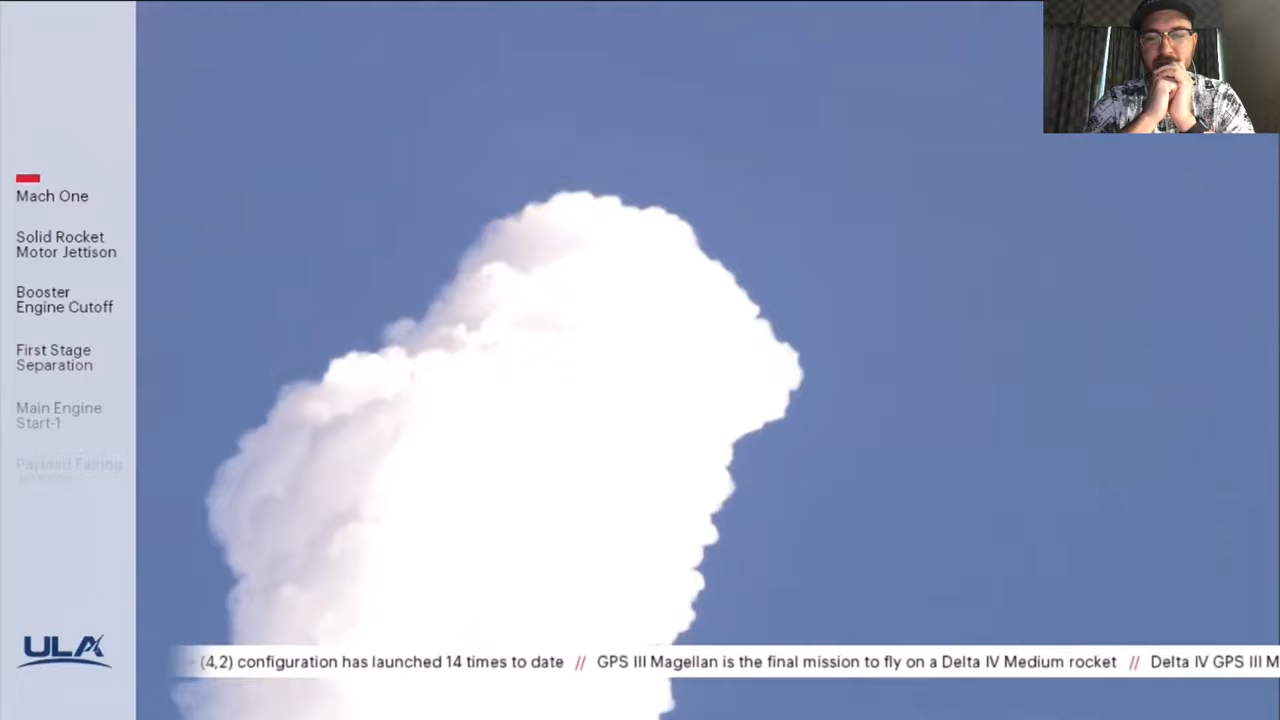 Mach One
Solid Rocket
Motor Jettison
Booster
Engine Cutoff
First Stage
Separation
Main Engine
Start-1
Payload Fairing
ULA
(4,2) configuration has launched 14 times to date // GPS III Magellan is the final mission to fly on a Delta IV Medium rocket // Delta IV GPS III M